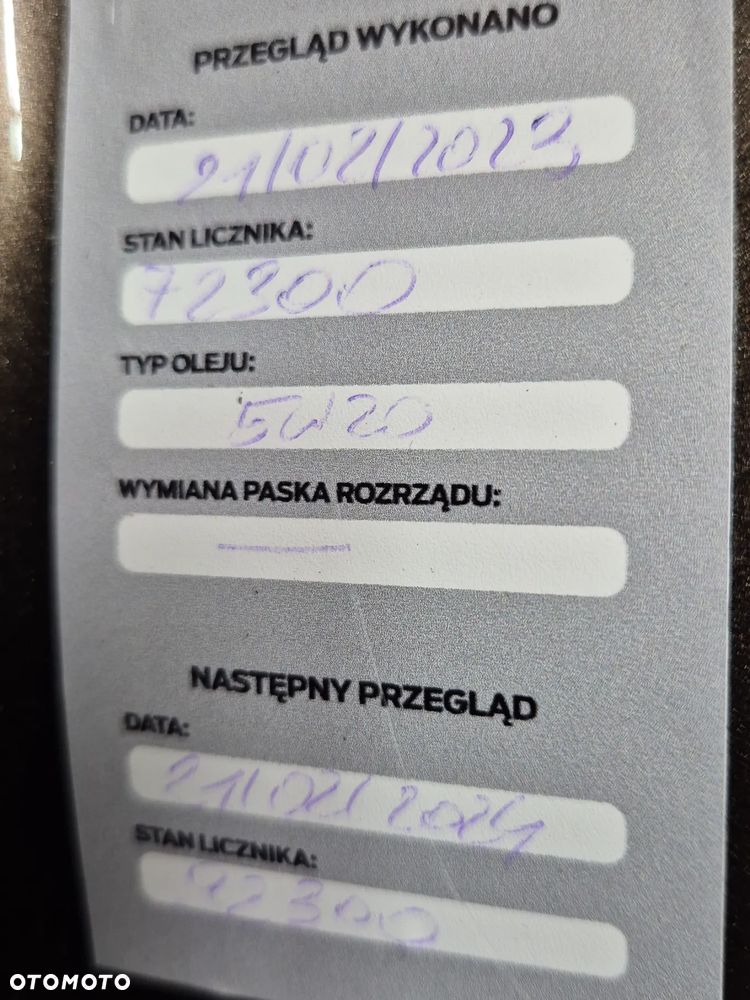 PRZEGLĄD WYKONANO
DATA:
21/02/2023
STAN LICZNIKA:
72300
TYP OLEJU:
5W20
WYMIANA PASKA ROZRZĄDU:
—
NASTĘPNY PRZEGLĄD
DATA:
21/02/2024
STAN LICZNIKA:
OTOMOTO